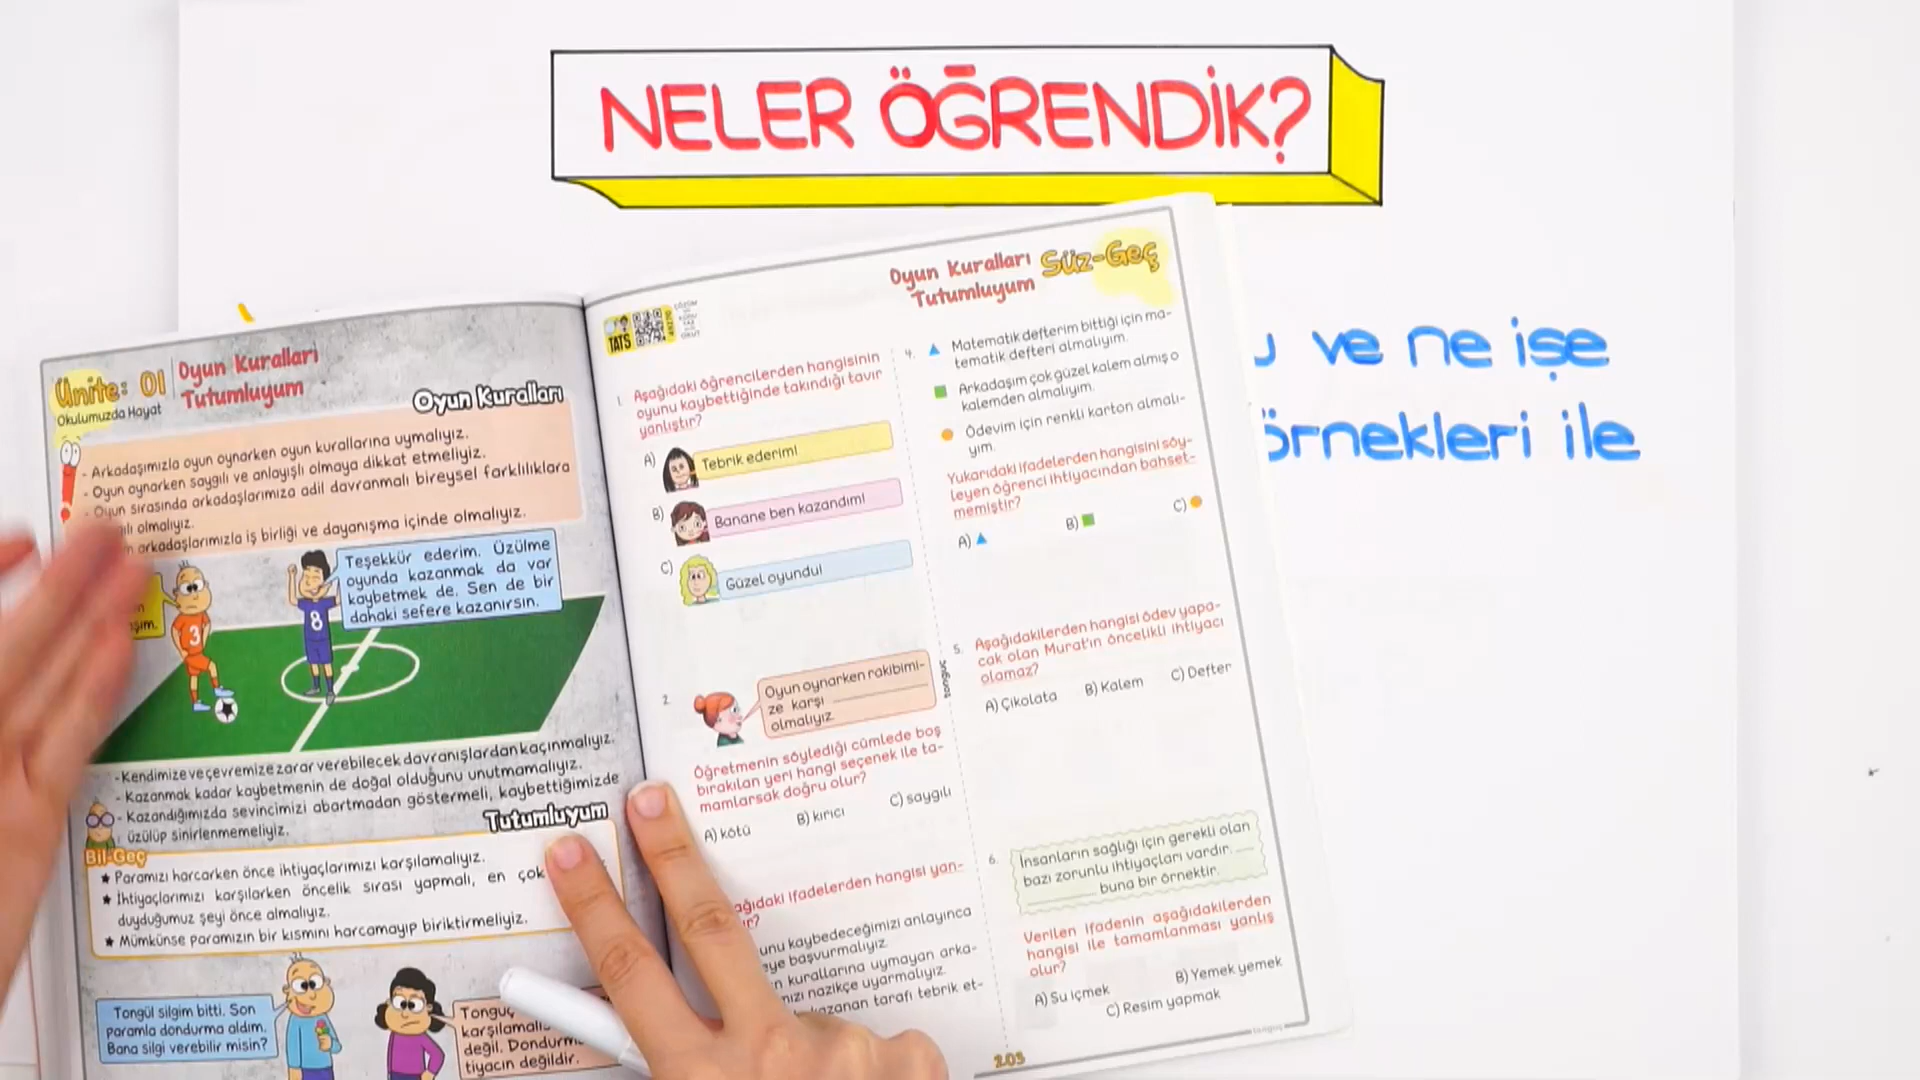 NELER ÖĞRENDİK?
ve ne işe
örnekleri ile
Ünite: 01
Okulumuzda Hayat
Oyun Kuralları
Tutumluyum
Oyun Kuralları
- Arkadaşımızla oyun oynarken oyun kurallarına uymalıyız.
- Oyun oynarken saygılı ve anlayışlı olmaya dikkat etmeliyiz.
- Oyun sırasında arkadaşlarımıza adil davranmalı bireysel farklılıklara
olmalıyız.
arkadaşlarımızla iş birliği ve dayanışma içinde olmalıyız.
Teşekkür ederim. Üzülme
oyunda kazanmak da var
kaybetmek de. Sen de bir
dahaki sefere kazanırsın.
3
8
- Kendimize ve çevremize zarar verebilecek davranışlardan kaçınmalıyız.
- Kazanmak kadar kaybetmenin de doğal olduğunu unutmamalıyız.
- Kazandığımızda sevincimizi abartmadan göstermeli, kaybettiğimizde
üzülüp sinirlenmemeliyiz.
Tutumluyum
Bil-Geç
★ Paramızı harcarken önce ihtiyaçlarımızı karşılamalıyız.
★ İhtiyaçlarımızı karşılarken öncelik sırası yapmalı, en çok
duyduğumuz şeyi önce almalıyız.
★ Mümkünse paramızın bir kısmını harcamayıp biriktirmeliyiz.
Tongül silgim bitti. Son
paramla dondurma aldım.
Bana silgi verebilir misin?
Tonguç
değil.
tiyacın değildir.
TATS
Oyun Kuralları
Tutumluyum
Süz-Geç
1. Aşağıdaki öğrencilerden hangisinin
oyunu kaybettiğinde takındığı tavır
yanlıştır?
A) Tebrik ederim!
B) Banane ben kazandım!
C) Güzel oyundu!
2. Oyun oynarken rakibimi-
ze karşı ________
olmalıyız.
Öğretmenin söylediği cümlede boş
bırakılan yeri hangi seçenek ile ta-
mamlarsak doğru olur?
A) kötü B) kırıcı C) saygılı
ifadelerden hangisi yan-
kaybedeceğimizi anlayınca
başvurmalıyız.
kurallarına uymayan arka-
nazikçe uyarmalıyız.
kazanan tarafı tebrik et-
4. ▲ Matematik defterim bittiği için ma-
tematik defteri almalıyım.
■ Arkadaşım çok güzel kalem almış o
kalemden almalıyım.
● Ödevim için renkli karton almalı-
yım.
Yukarıdaki ifadelerden hangisini söy-
leyen öğrenci ihtiyacından bahset-
memiştir?
A) ▲ B) ■ C) ●
tonguç
5. Aşağıdakilerden hangisi ödev yapa-
cak olan Murat'ın öncelikli ihtiyacı
olamaz?
A) Çikolata B) Kalem C) Defter
6. İnsanların sağlığı için gerekli olan
bazı zorunlu ihtiyaçları vardır. __
________ buna bir örnektir.
Verilen ifadenin aşağıdakilerden
hangisi ile tamamlanması yanlış
olur?
A) Su içmek B) Yemek yemek
C) Resim yapmak
tonguç
203